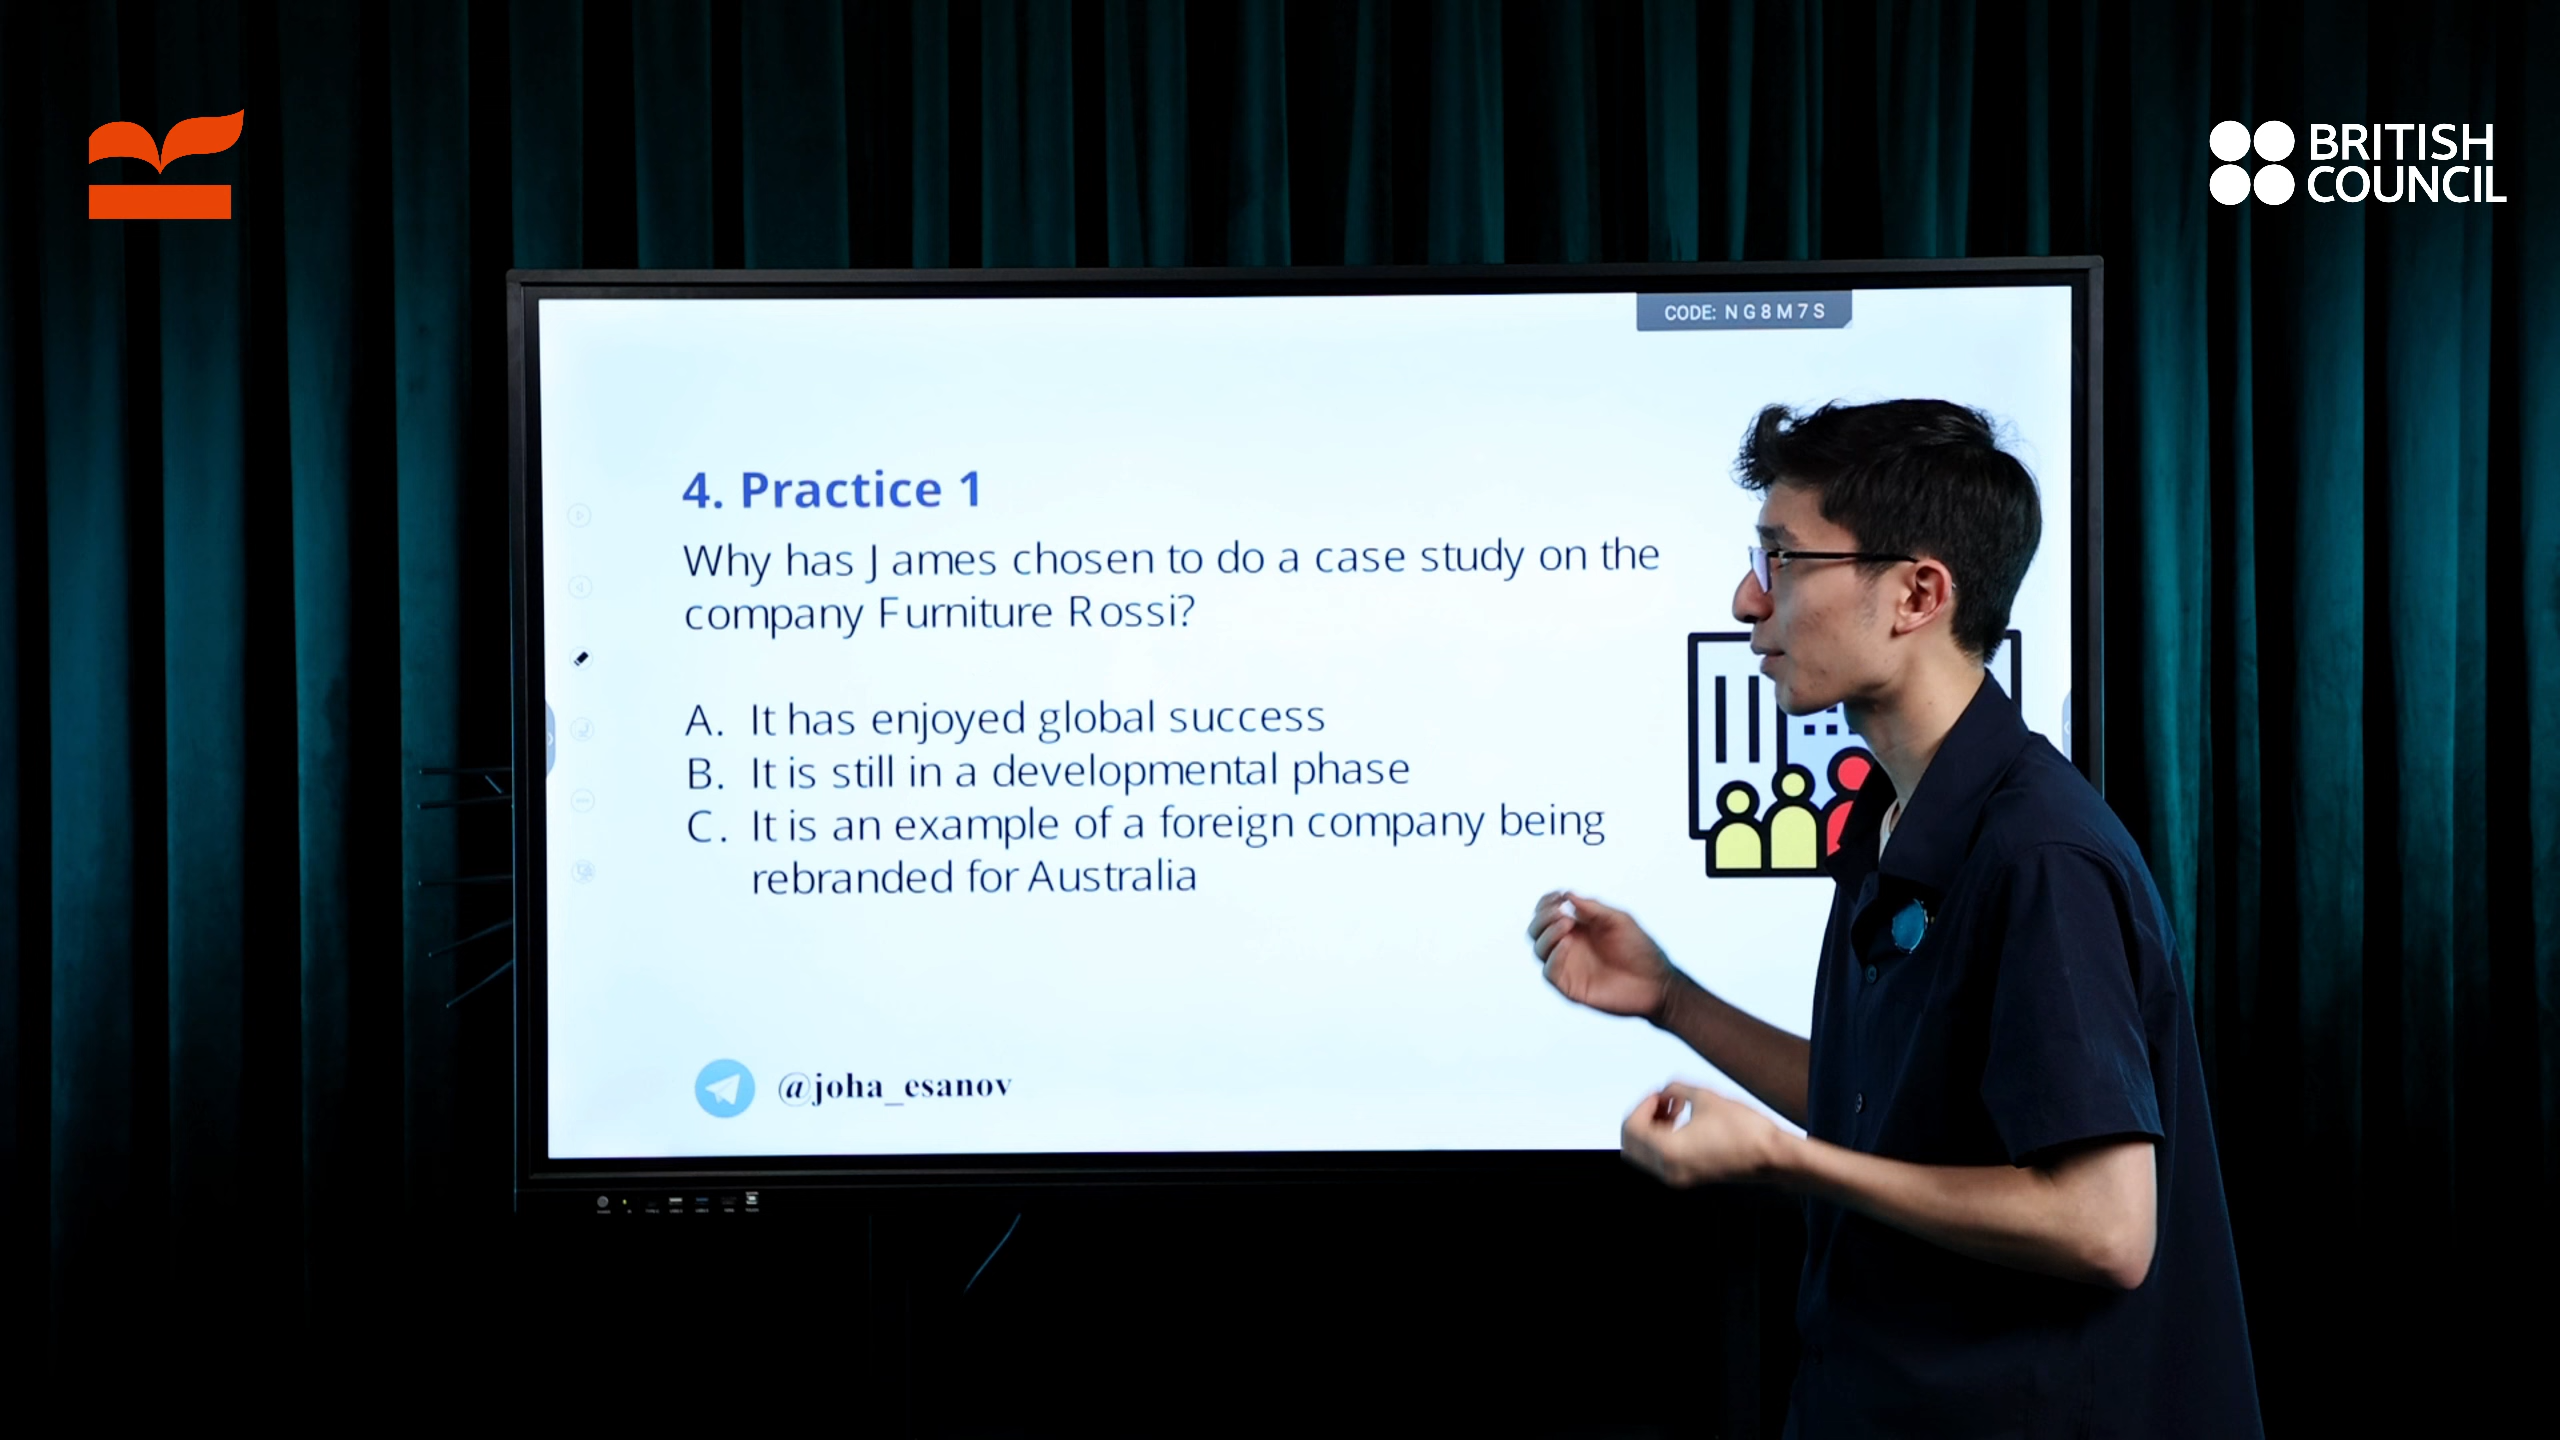 BRITISH
COUNCIL
CODE: NG8M7S
4. Practice 1
Why has James chosen to do a case study on the
company Furniture Rossi?
A. It has enjoyed global success
B. It is still in a developmental phase
C. It is an example of a foreign company being
rebranded for Australia
@joha_esanov